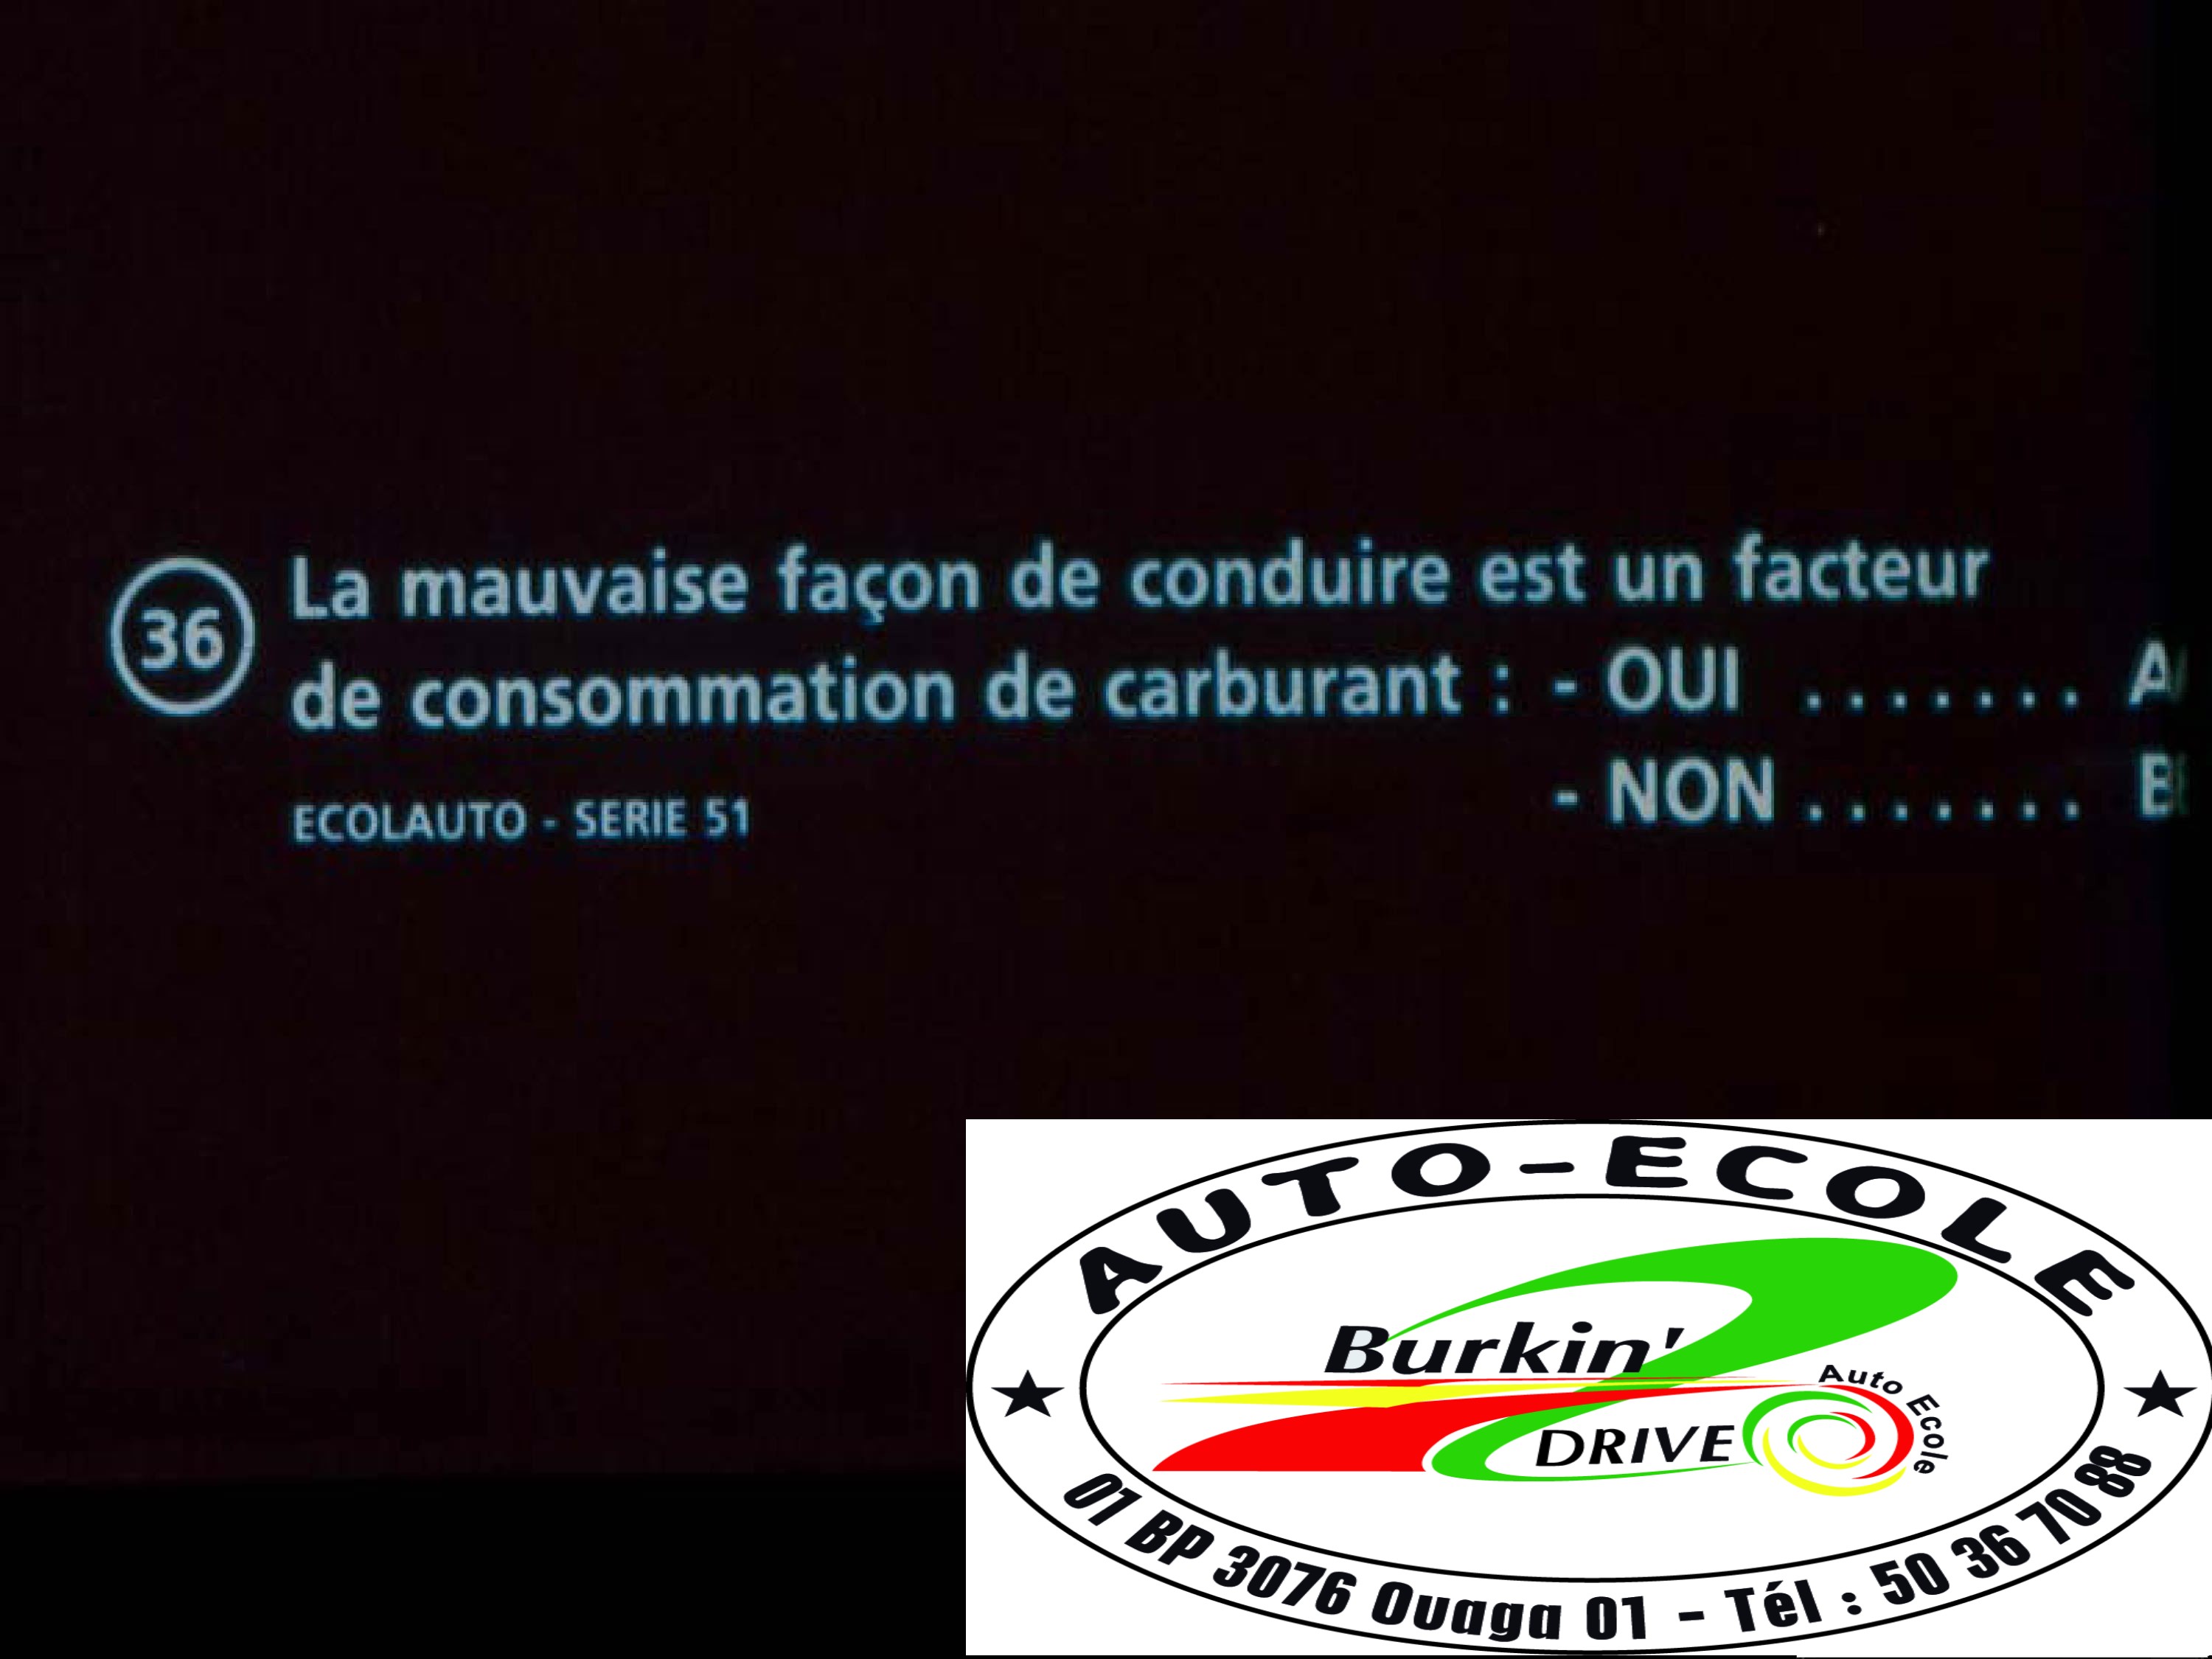 36 La mauvaise façon de conduire est un facteur
de consommation de carburant : - OUI ....... A
- NON ....... B
ECOLAUTO - SERIE 51
AUTO-ECOLE
Burkin'
DRIVE
Auto Ecole
01 BP 3076 Ouaga 01 - Tél : 50 36 70 88